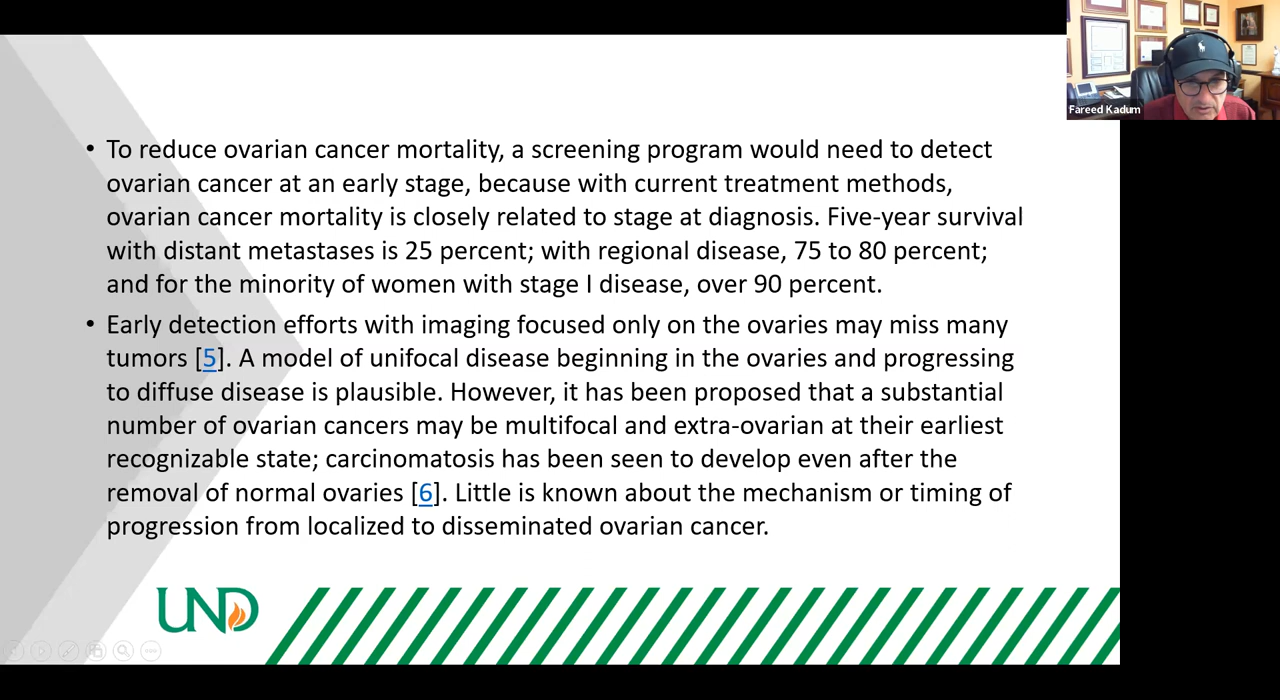 Fareed Kadum
• To reduce ovarian cancer mortality, a screening program would need to detect
ovarian cancer at an early stage, because with current treatment methods,
ovarian cancer mortality is closely related to stage at diagnosis. Five-year survival
with distant metastases is 25 percent; with regional disease, 75 to 80 percent;
and for the minority of women with stage I disease, over 90 percent.
• Early detection efforts with imaging focused only on the ovaries may miss many
tumors [5]. A model of unifocal disease beginning in the ovaries and progressing
to diffuse disease is plausible. However, it has been proposed that a substantial
number of ovarian cancers may be multifocal and extra-ovarian at their earliest
recognizable state; carcinomatosis has been seen to develop even after the
removal of normal ovaries [6]. Little is known about the mechanism or timing of
progression from localized to disseminated ovarian cancer.
UND